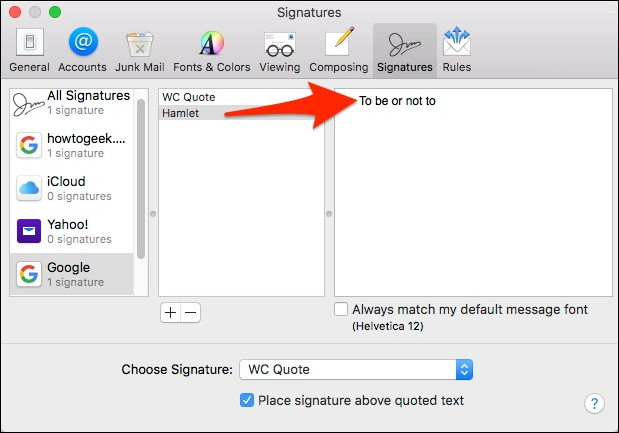 Signatures
General
Accounts
Junk Mail
Fonts & Colors
Viewing
Composing
Signatures
Rules
All Signatures
1 signature
howtogeek....
1 signature
iCloud
0 signatures
Yahoo!
0 signatures
Google
1 signature
WC Quote
Hamlet
To be or not to
+ −
Always match my default message font
(Helvetica 12)
Choose Signature: WC Quote
Place signature above quoted text
?